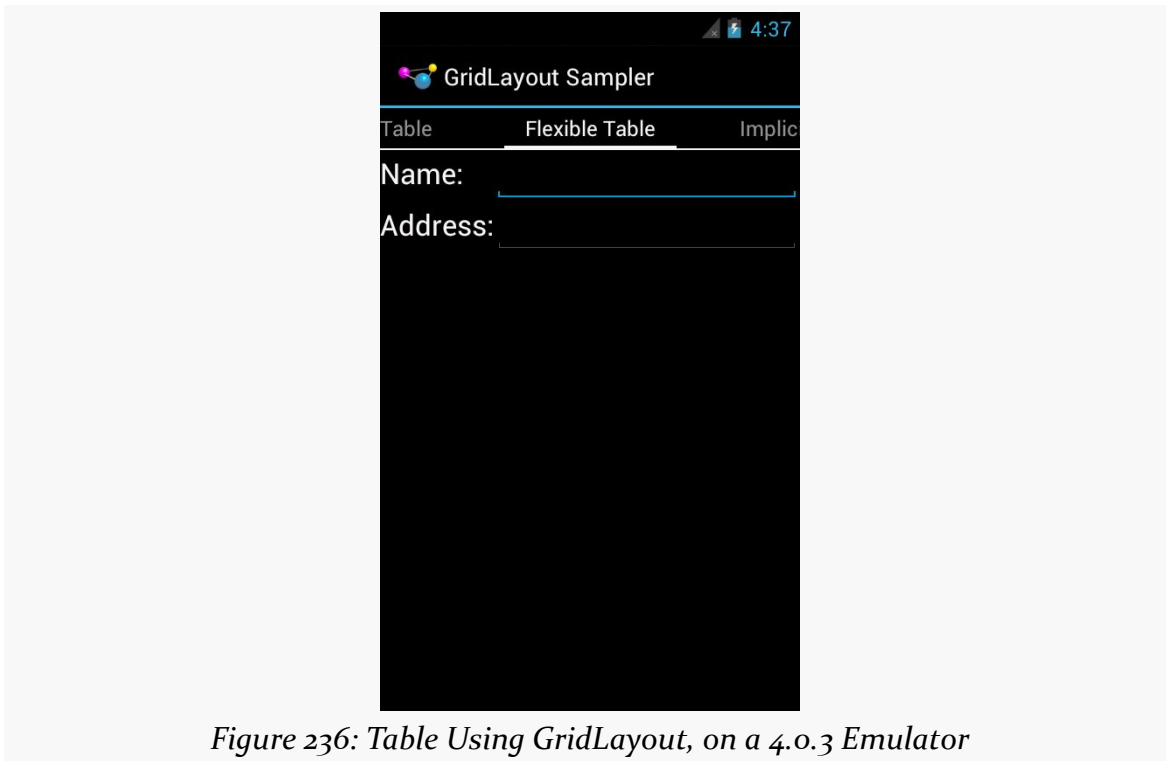 4:37
GridLayout Sampler
Table Flexible Table Implici
Name:
Address:
Figure 236: Table Using GridLayout, on a 4.0.3 Emulator